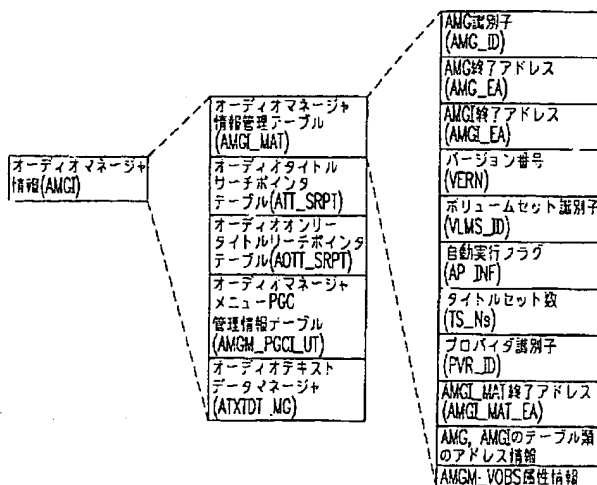 オーディオマネージャ
情報(AMGI)
オーディオマネージャ
情報管理テーブル
(AMGI_MAT)
オーディオタイトル
サーチポインタ
テーブル(ATT_SRPT)
オーディオオンリー
タイトルリーチポインタ
テーブル(AOTT_SRPT)
オーディオマネージャ
メニューPGC
管理情報テーブル
(AMGM_PGCI_UT)
オーディオテキスト
データマネージャ
(ATXTDT_MG)
AMG識別子
(AMG_ID)
AMG終了アドレス
(AMG_EA)
AMGI終了アドレス
(AMGI_EA)
バージョン番号
(VERN)
ボリュームセット識別子
(VLMS_ID)
自動実行フラグ
(AP_INF)
タイトルセット数
(TS_Ns)
プロバイダ識別子
(PVR_ID)
AMGI_MAT終了アドレス
(AMGI_MAT_EA)
AMG, AMGIのテーブル類
のアドレス情報
AMGM-VOBS属性情報